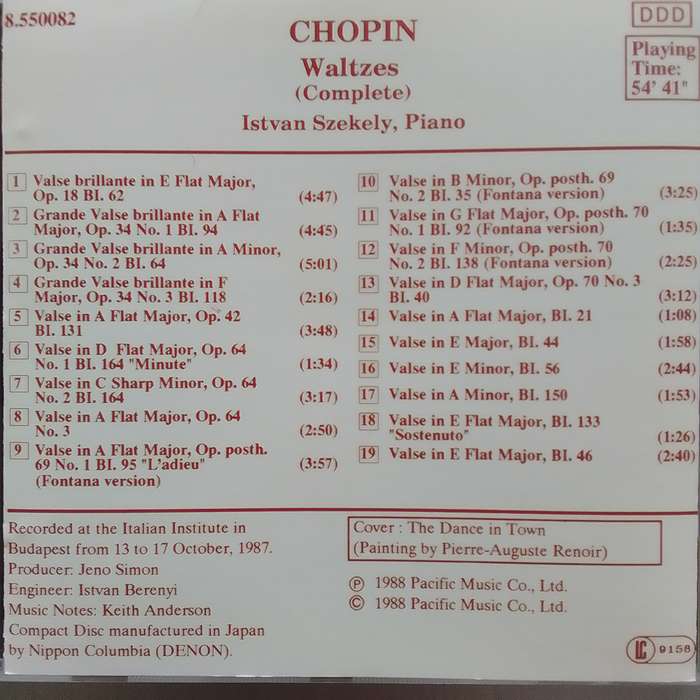 8.550082
CHOPIN
Waltzes
(Complete)
Istvan Szekely, Piano
DDD
Playing
Time:
54' 41"
1 Valse brillante in E Flat Major,
Op. 18 BI. 62 (4:47)
2 Grande Valse brillante in A Flat
Major, Op. 34 No. 1 BI. 94 (4:45)
3 Grande Valse brillante in A Minor,
Op. 34 No. 2 BI. 64 (5:01)
4 Grande Valse brillante in F
Major, Op. 34 No. 3 BI. 118 (2:16)
5 Valse in A Flat Major, Op. 42
BI. 131 (3:48)
6 Valse in D Flat Major, Op. 64
No. 1 BI. 164 "Minute" (1:34)
7 Valse in C Sharp Minor, Op. 64
No. 2 BI. 164 (3:17)
8 Valse in A Flat Major, Op. 64
No. 3 (2:50)
9 Valse in A Flat Major, Op. posth.
69 No. 1 BI. 95 "L'adieu" (3:57)
(Fontana version)
10 Valse in B Minor, Op. posth. 69
No. 2 BI. 35 (Fontana version) (3:25)
11 Valse in G Flat Major, Op. posth. 70
No. 1 BI. 92 (Fontana version) (1:35)
12 Valse in F Minor, Op. posth. 70
No. 2 BI. 138 (Fontana version) (2:25)
13 Valse in D Flat Major, Op. 70 No. 3
BI. 40 (3:12)
14 Valse in A Flat Major, BI. 21 (1:08)
15 Valse in E Major, BI. 44 (1:58)
16 Valse in E Minor, BI. 56 (2:44)
17 Valse in A Minor, BI. 150 (1:53)
18 Valse in E Flat Major, BI. 133
"Sostenuto" (1:26)
19 Valse in E Flat Major, BI. 46 (2:40)
Recorded at the Italian Institute in
Budapest from 13 to 17 October, 1987.
Producer: Jeno Simon
Engineer: Istvan Berenyi
Music Notes: Keith Anderson
Compact Disc manufactured in Japan
by Nippon Columbia (DENON).
Cover : The Dance in Town
(Painting by Pierre-Auguste Renoir)
℗ 1988 Pacific Music Co., Ltd.
© 1988 Pacific Music Co., Ltd.
LC 9158